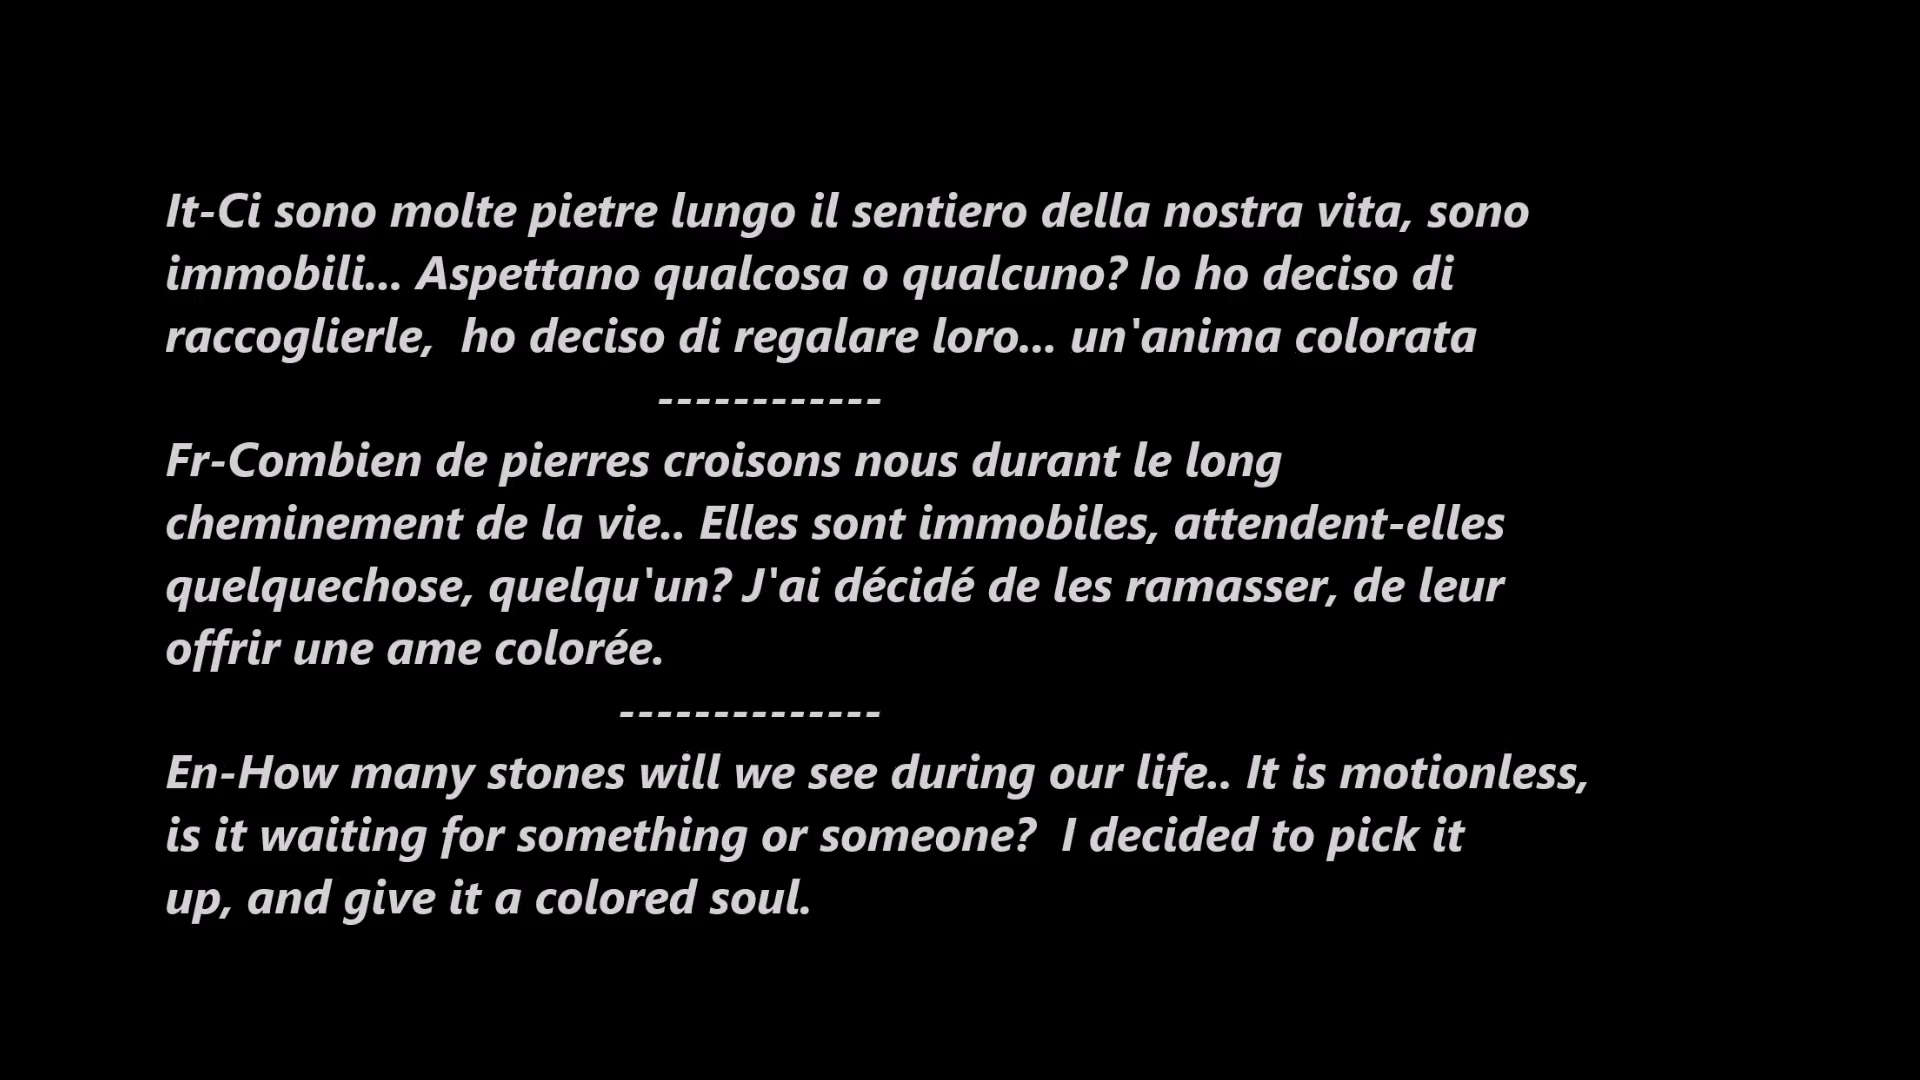 It-Ci sono molte pietre lungo il sentiero della nostra vita, sono
immobili... Aspettano qualcosa o qualcuno? Io ho deciso di
raccoglierle,  ho deciso di regalare loro... un'anima colorata
------------
Fr-Combien de pierres croisons nous durant le long
cheminement de la vie.. Elles sont immobiles, attendent-elles
quelquechose, quelqu'un? J'ai décidé de les ramasser, de leur
offrir une ame colorée.
--------------
En-How many stones will we see during our life.. It is motionless,
is it waiting for something or someone?  I decided to pick it
up, and give it a colored soul.